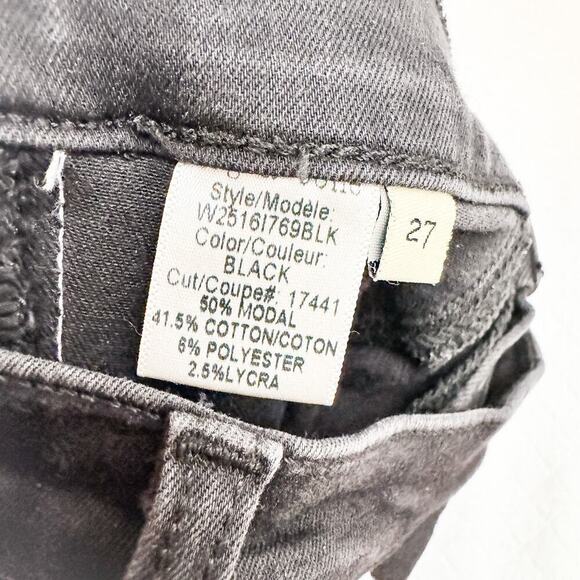 Style/Modèle:
W2516I769BLK
Color/Couleur:
BLACK
Cut/Coupe#: 17441
50% MODAL
41.5% COTTON/COTON
6% POLYESTER
2.5%LYCRA
27